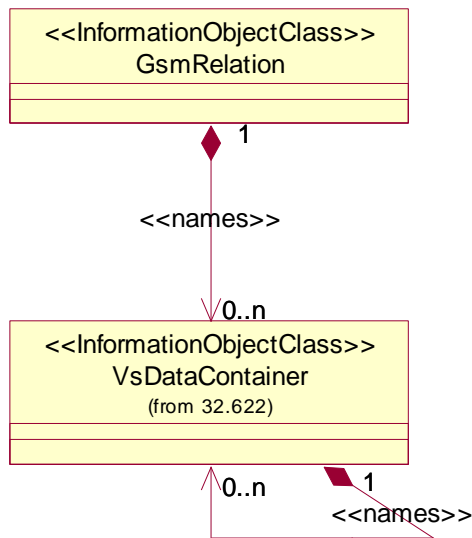 <<InformationObjectClass>>
GsmRelation
1
<<names>>
0..n
<<InformationObjectClass>>
VsDataContainer
(from 32.622)
0..n
1
<<names>>